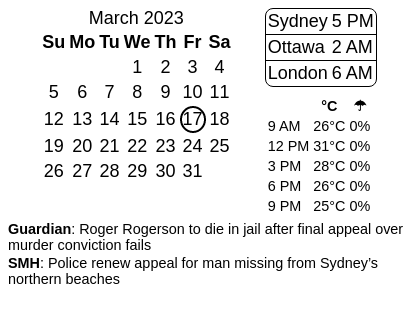 March 2023
Su Mo Tu We Th Fr Sa
1 2 3 4
5 6 7 8 9 10 11
12 13 14 15 16 17 18
19 20 21 22 23 24 25
26 27 28 29 30 31
Sydney 5 PM
Ottawa 2 AM
London 6 AM
°C ☂
9 AM 26°C 0%
12 PM 31°C 0%
3 PM 28°C 0%
6 PM 26°C 0%
9 PM 25°C 0%
Guardian: Roger Rogerson to die in jail after final appeal over
murder conviction fails
SMH: Police renew appeal for man missing from Sydney’s
northern beaches